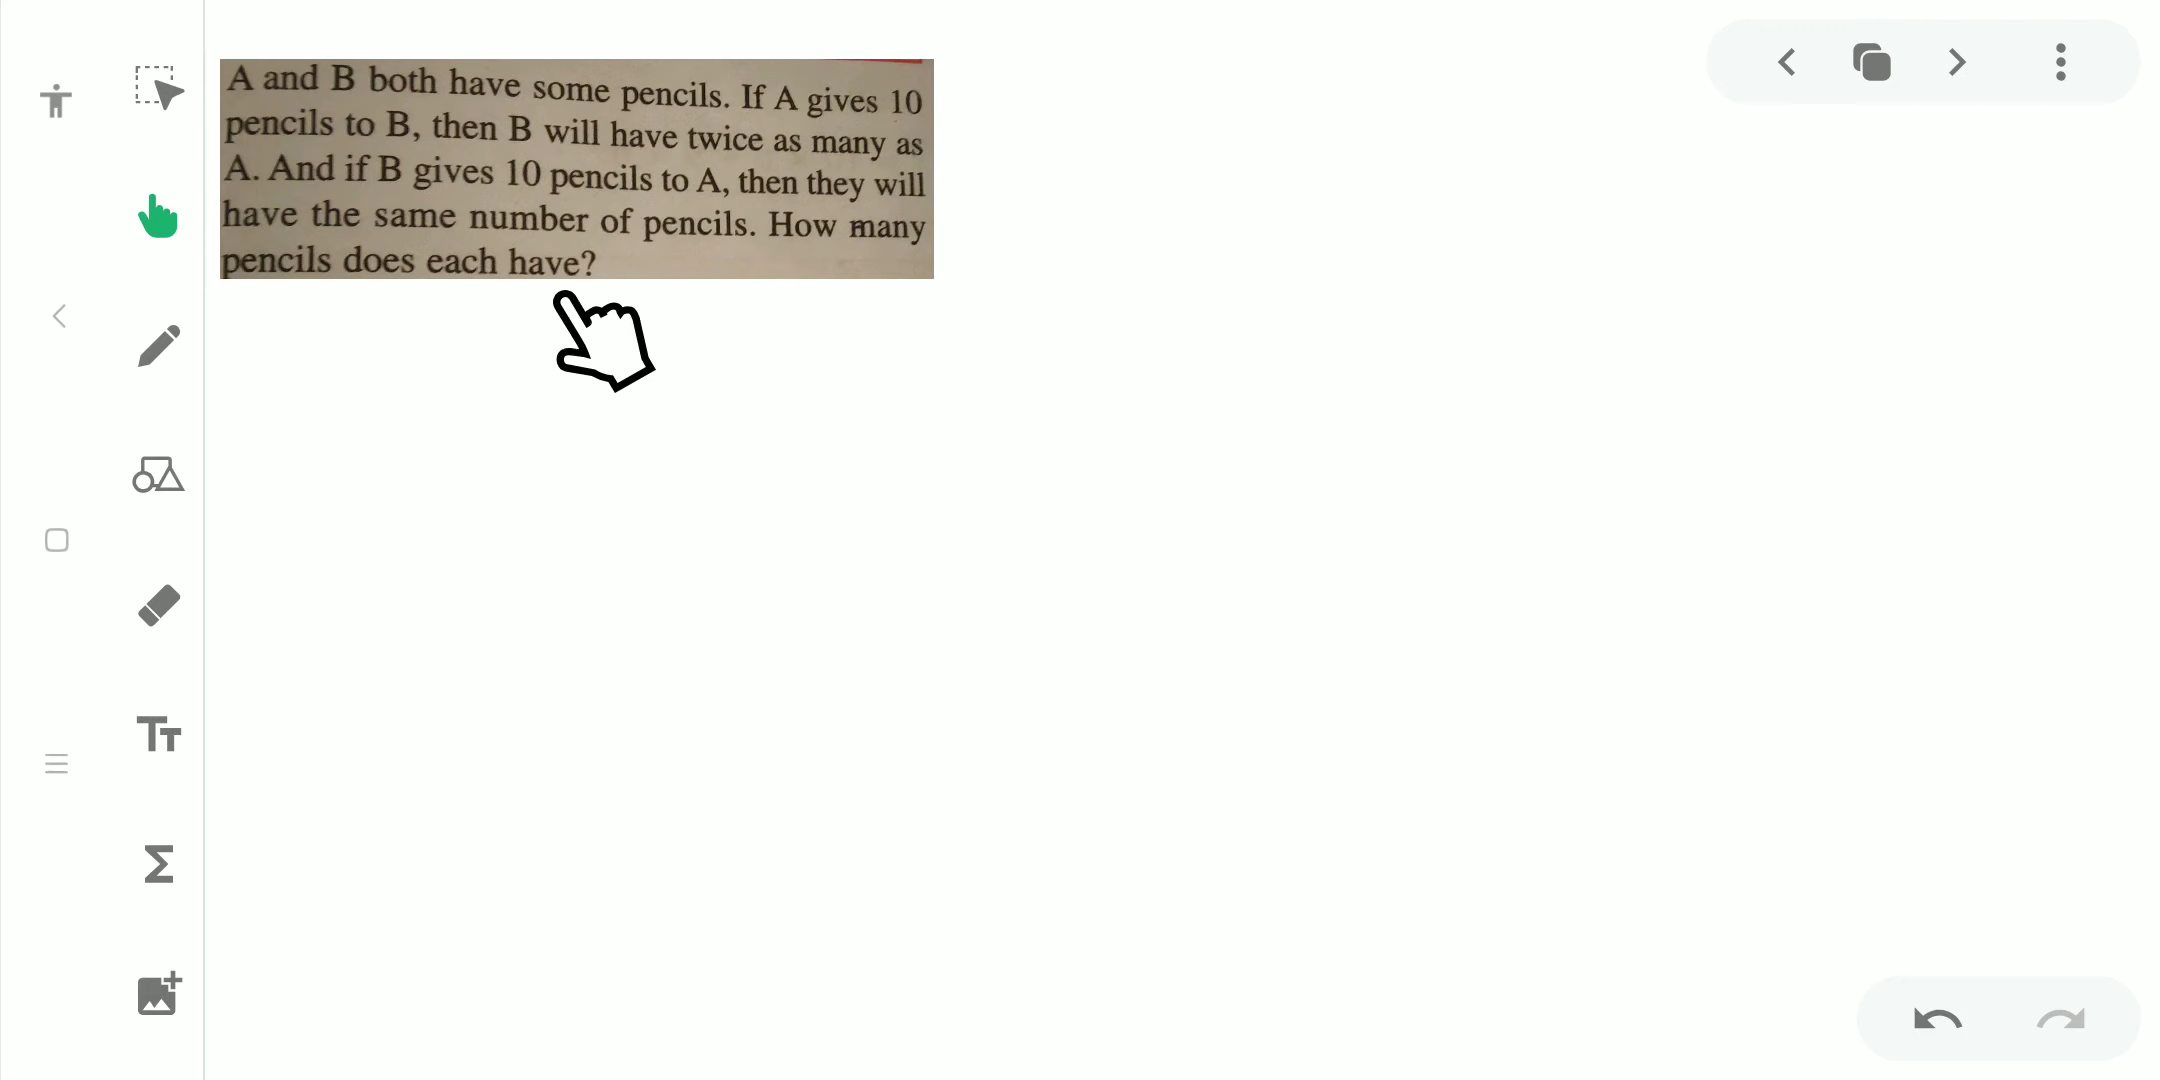 A and B both have some pencils. If A gives 10
pencils to B, then B will have twice as many as
A. And if B gives 10 pencils to A, then they will
have the same number of pencils. How many
pencils does each have?